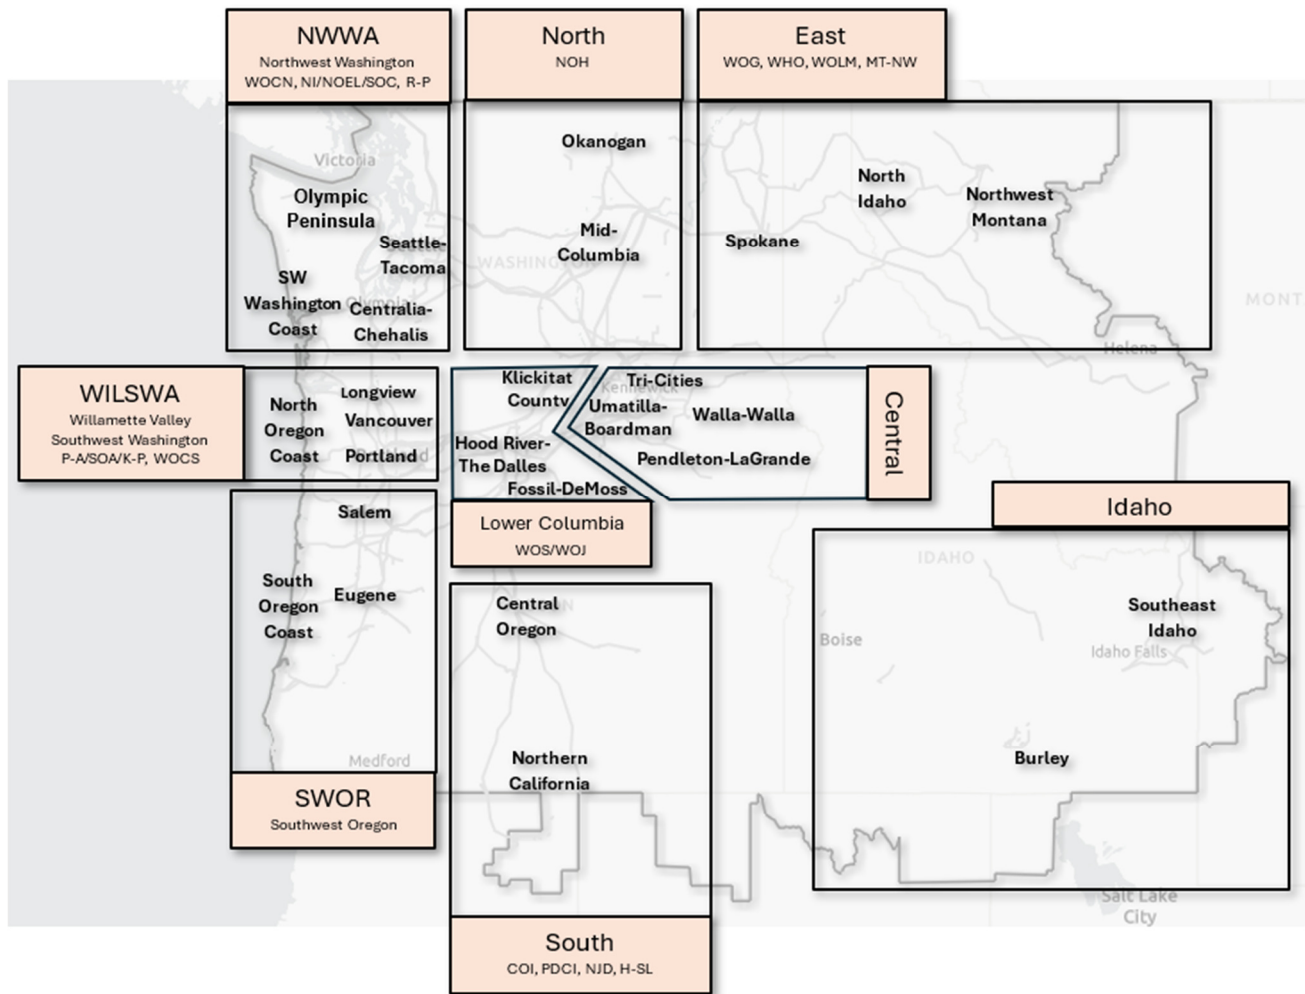 NWWA
Northwest Washington
WOCN, NI/NOEL/SOC, R-P
North
NOH
East
WOG, WHO, WOLM, MT-NW
Victoria
Olympic
Peninsula
Seattle-
Tacoma
SW
Washington
Coast
Olympia
Centralia-
Chehalis
Okanogan
Mid-
Columbia
WASHINGTON
Spokane
North
Idaho
Northwest
Montana
MONT
Helena
WILSWA
Willamette Valley
Southwest Washington
P-A/SOA/K-P, WOCS
North
Oregon
Coast
Longview
Vancouver
Portland
Klickitat
County
Hood River-
The Dalles
Fossil-DeMoss
Lower Columbia
WOS/WOJ
Tri-Cities
Kennewick
Umatilla-
Boardman
Walla-Walla
Pendleton-LaGrande
Central
Salem
South
Oregon
Coast
Eugene
Medford
SWOR
Southwest Oregon
Central
Oregon
Northern
California
South
COI, PDCI, NJD, H-SL
Idaho
IDAHO
Boise
Southeast
Idaho
Idaho Falls
Burley
Salt Lake
City